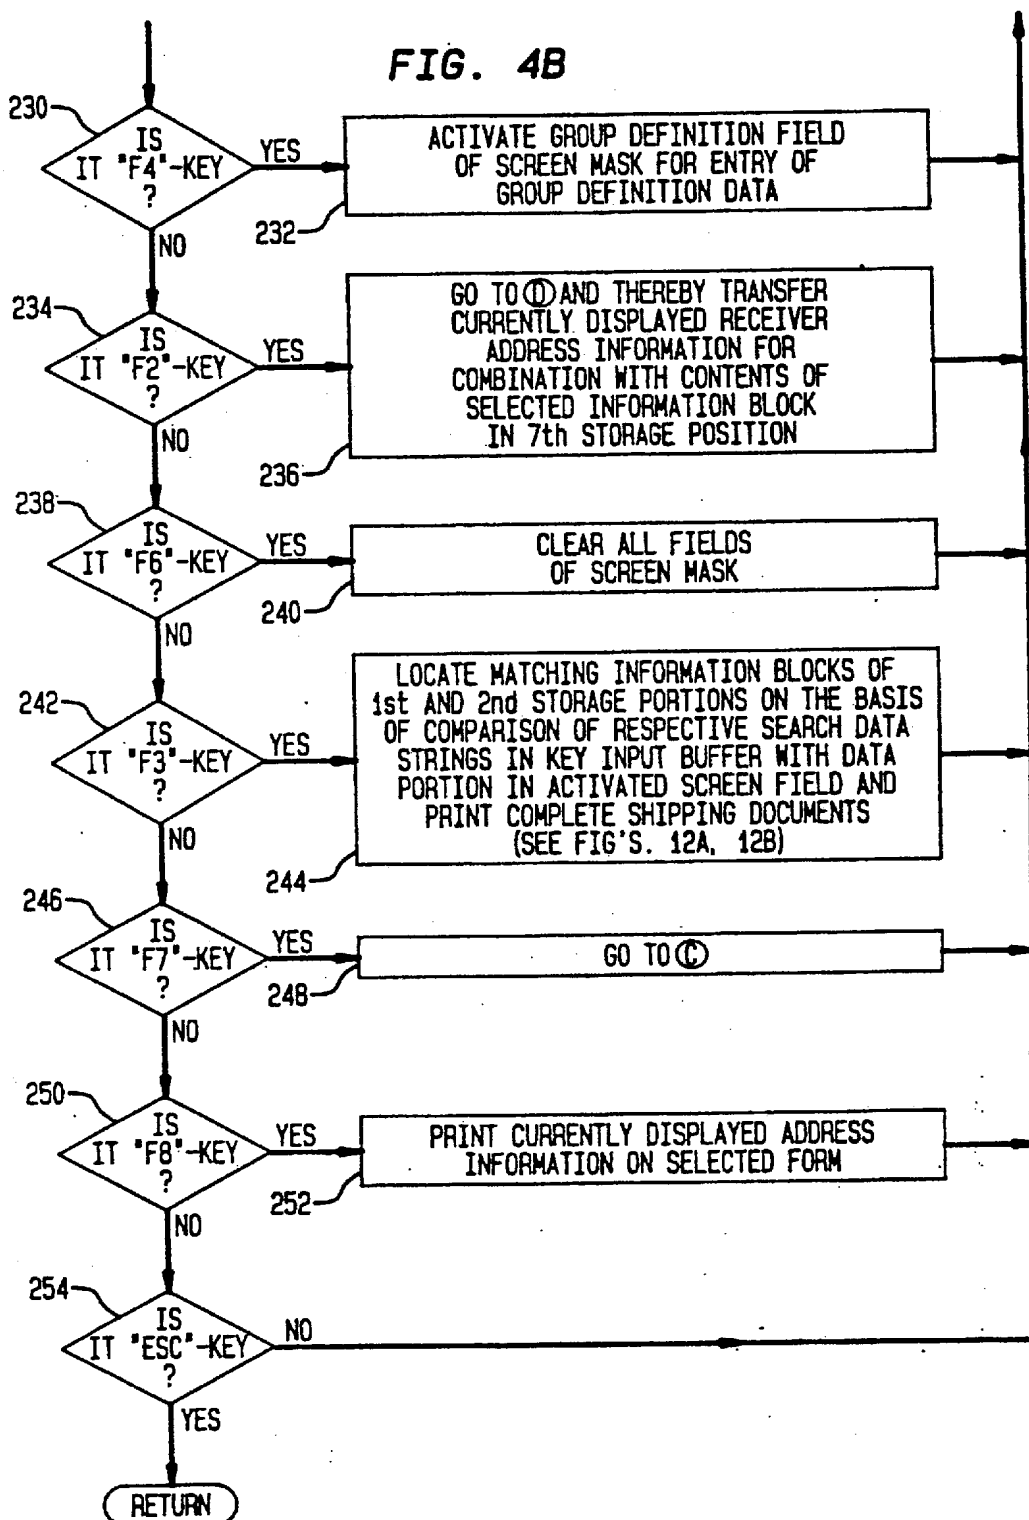 FIG. 4B
230
IS
IT "F4"-KEY
?
YES
NO
ACTIVATE GROUP DEFINITION FIELD
OF SCREEN MASK FOR ENTRY OF
GROUP DEFINITION DATA
232
234
IS
IT "F2"-KEY
?
YES
NO
GO TO D AND THEREBY TRANSFER
CURRENTLY DISPLAYED RECEIVER
ADDRESS INFORMATION FOR
COMBINATION WITH CONTENTS OF
SELECTED INFORMATION BLOCK
IN 7th STORAGE POSITION
236
238
IS
IT "F6"-KEY
?
YES
NO
CLEAR ALL FIELDS
OF SCREEN MASK
240
242
IS
IT "F3"-KEY
?
YES
NO
LOCATE MATCHING INFORMATION BLOCKS OF
1st AND 2nd STORAGE PORTIONS ON THE BASIS
OF COMPARISON OF RESPECTIVE SEARCH DATA
STRINGS IN KEY INPUT BUFFER WITH DATA
PORTION IN ACTIVATED SCREEN FIELD AND
PRINT COMPLETE SHIPPING DOCUMENTS
(SEE FIG'S. 12A, 12B)
244
246
IS
IT "F7"-KEY
?
YES
NO
GO TO C
248
250
IS
IT "F8"-KEY
?
YES
NO
PRINT CURRENTLY DISPLAYED ADDRESS
INFORMATION ON SELECTED FORM
252
254
IS
IT "ESC"-KEY
?
NO
YES
RETURN